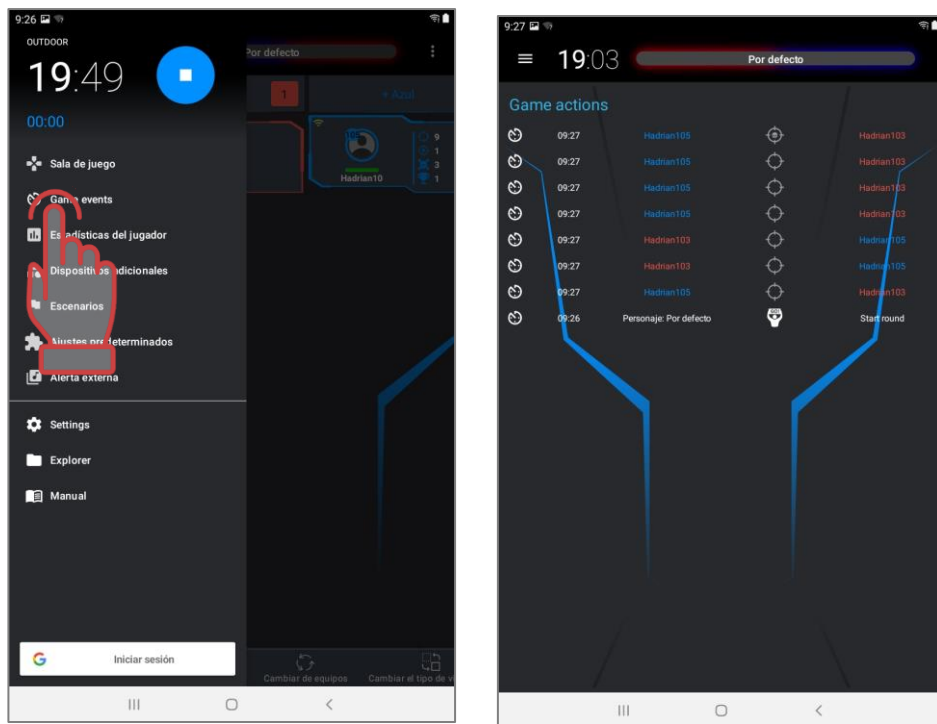 9:26
OUTDOOR
19:49
00:00
Sala de juego
Game events
Estadísticas del jugador
Dispositivos adicionales
Escenarios
Ajustes predeterminados
Alerta externa
Settings
Explorer
Manual
Iniciar sesión
Por defecto
1
+ Azul
9
1
3
Hadrian10
1
Cambiar de equipos
Cambiar el tipo de v
9:27
19:03
Por defecto
Game actions
09:27 Hadrian105 Hadrian103
09:27 Hadrian105 Hadrian103
09:27 Hadrian105 Hadrian103
09:27 Hadrian105 Hadrian103
09:27 Hadrian103 Hadrian105
09:27 Hadrian103 Hadrian105
09:27 Hadrian105 Hadrian103
09:26 Personaje: Por defecto Start round